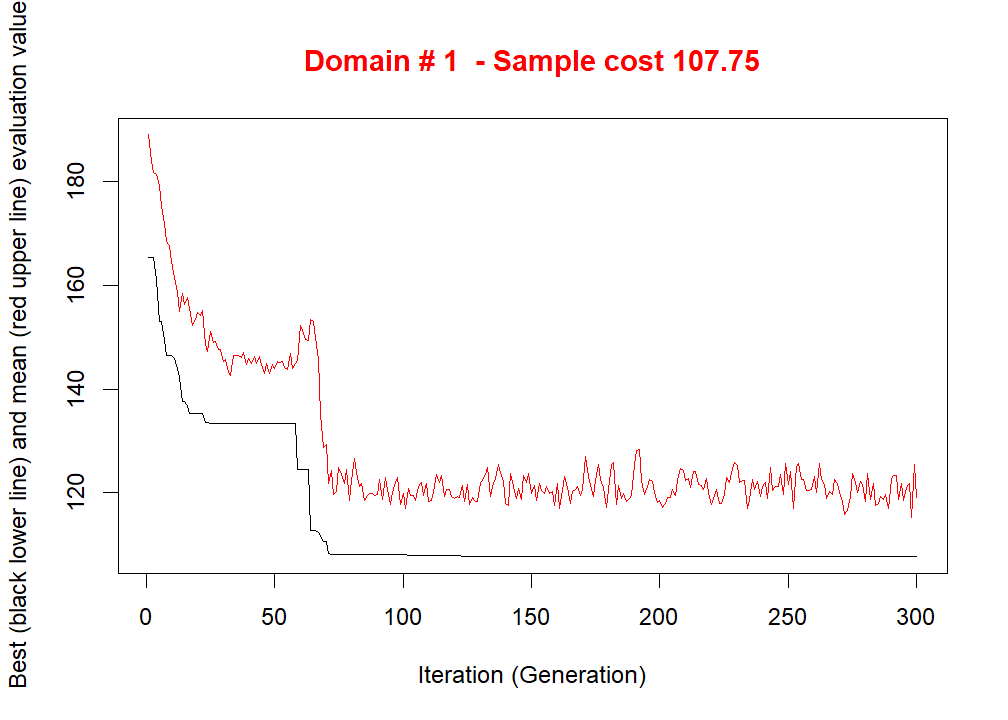 Domain # 1  - Sample cost 107.75
Best (black lower line) and mean (red upper line) evaluation value
180
160
140
120
0 50 100 150 200 250 300
Iteration (Generation)